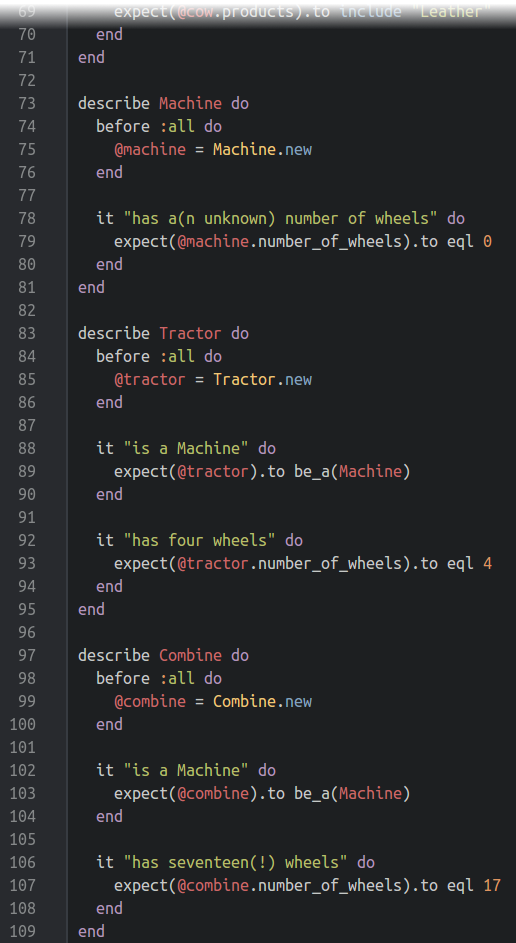 69 expect(@cow.products).to include "Leather"
70 end
71 end
72
73 describe Machine do
74 before :all do
75 @machine = Machine.new
76 end
77
78 it "has a(n unknown) number of wheels" do
79 expect(@machine.number_of_wheels).to eql 0
80 end
81 end
82
83 describe Tractor do
84 before :all do
85 @tractor = Tractor.new
86 end
87
88 it "is a Machine" do
89 expect(@tractor).to be_a(Machine)
90 end
91
92 it "has four wheels" do
93 expect(@tractor.number_of_wheels).to eql 4
94 end
95 end
96
97 describe Combine do
98 before :all do
99 @combine = Combine.new
100 end
101
102 it "is a Machine" do
103 expect(@combine).to be_a(Machine)
104 end
105
106 it "has seventeen(!) wheels" do
107 expect(@combine.number_of_wheels).to eql 17
108 end
109 end